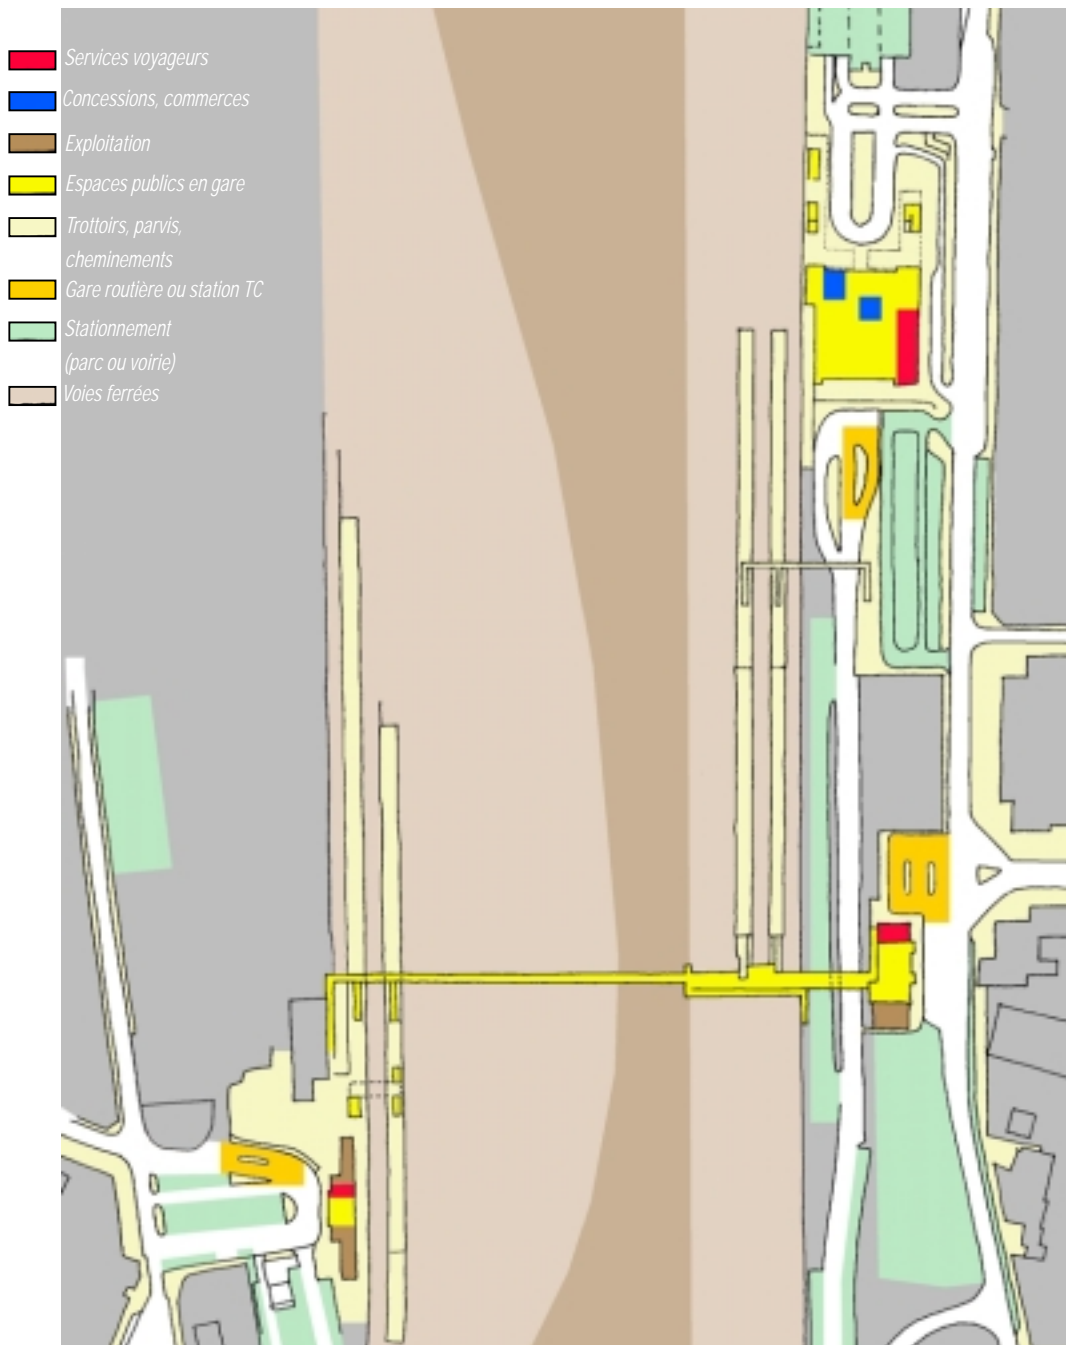 Services voyageurs
Concessions, commerces
Exploitation
Espaces publics en gare
Trottoirs, parvis,
cheminements
Gare routière ou station TC
Stationnement
(parc ou voirie)
Voies ferrées